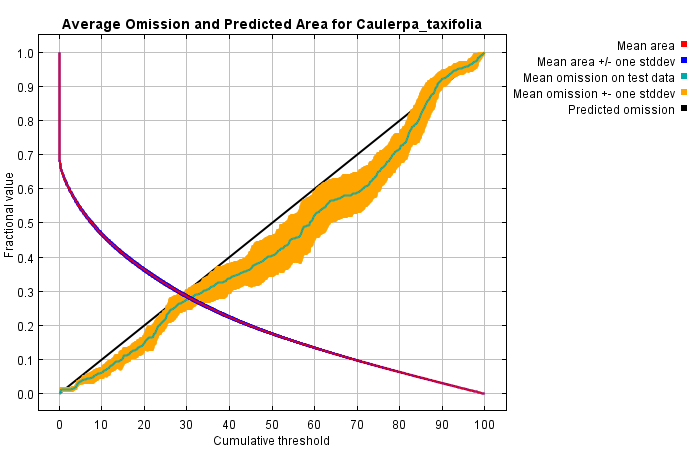 Average Omission and Predicted Area for Caulerpa_taxifolia
Mean area
Mean area +/- one stddev
Mean omission on test data
Mean omission +- one stddev
Predicted omission
Fractional value
1.0
0.9
0.8
0.7
0.6
0.5
0.4
0.3
0.2
0.1
0.0
0 10 20 30 40 50 60 70 80 90 100
Cumulative threshold